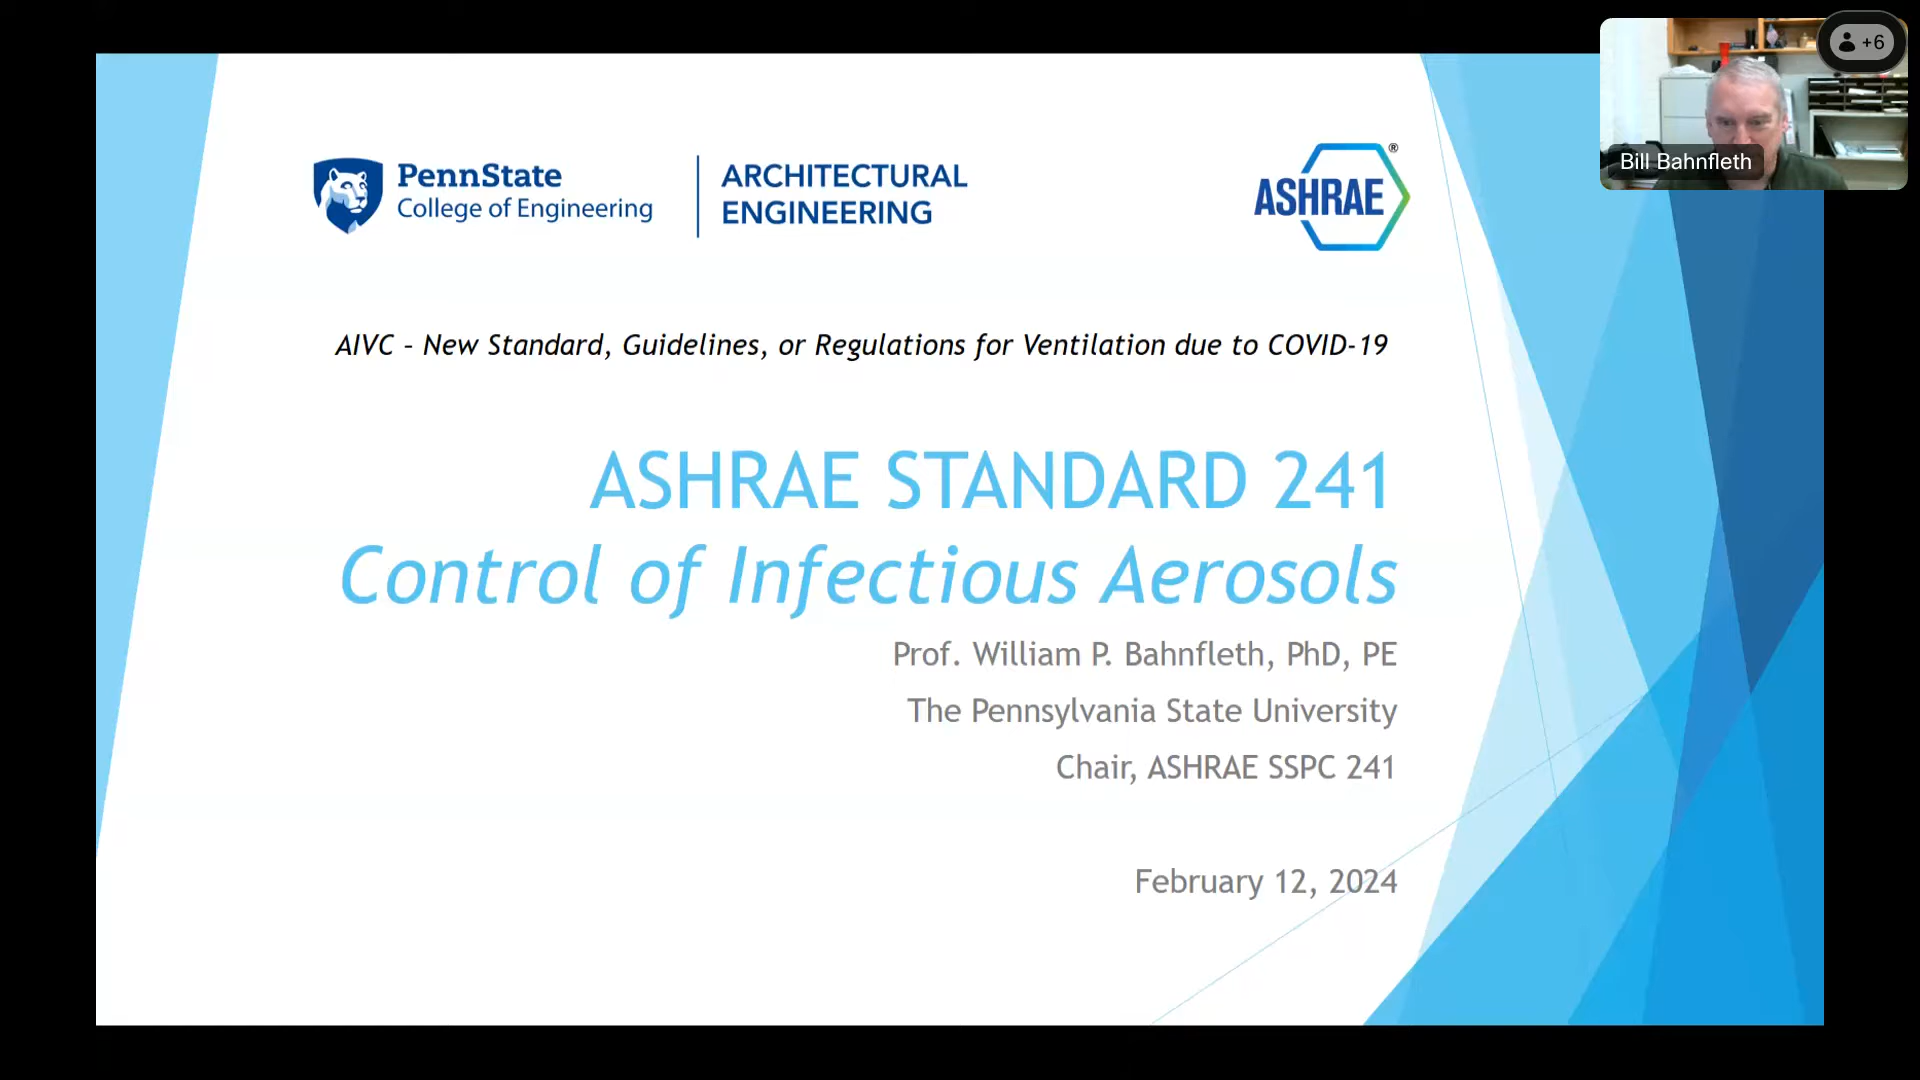 +6
Bill Bahnfleth
PennState
College of Engineering
ARCHITECTURAL
ENGINEERING
ASHRAE®
AIVC – New Standard, Guidelines, or Regulations for Ventilation due to COVID-19
ASHRAE STANDARD 241
Control of Infectious Aerosols
Prof. William P. Bahnfleth, PhD, PE
The Pennsylvania State University
Chair, ASHRAE SSPC 241
February 12, 2024